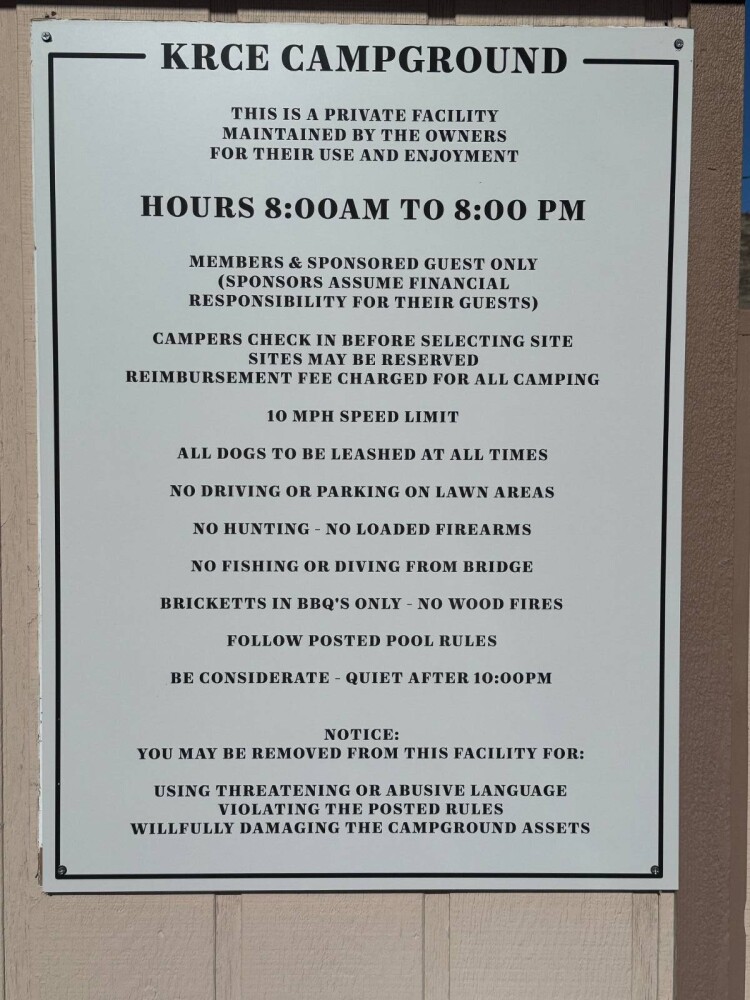 KRCE CAMPGROUND
THIS IS A PRIVATE FACILITY
MAINTAINED BY THE OWNERS
FOR THEIR USE AND ENJOYMENT
HOURS 8:00AM TO 8:00 PM
MEMBERS & SPONSORED GUEST ONLY
(SPONSORS ASSUME FINANCIAL
RESPONSIBILITY FOR THEIR GUESTS)
CAMPERS CHECK IN BEFORE SELECTING SITE
SITES MAY BE RESERVED
REIMBURSEMENT FEE CHARGED FOR ALL CAMPING
10 MPH SPEED LIMIT
ALL DOGS TO BE LEASHED AT ALL TIMES
NO DRIVING OR PARKING ON LAWN AREAS
NO HUNTING - NO LOADED FIREARMS
NO FISHING OR DIVING FROM BRIDGE
BRICKETTS IN BBQ'S ONLY - NO WOOD FIRES
FOLLOW POSTED POOL RULES
BE CONSIDERATE - QUIET AFTER 10:00PM
NOTICE:
YOU MAY BE REMOVED FROM THIS FACILITY FOR:
USING THREATENING OR ABUSIVE LANGUAGE
VIOLATING THE POSTED RULES
WILLFULLY DAMAGING THE CAMPGROUND ASSETS